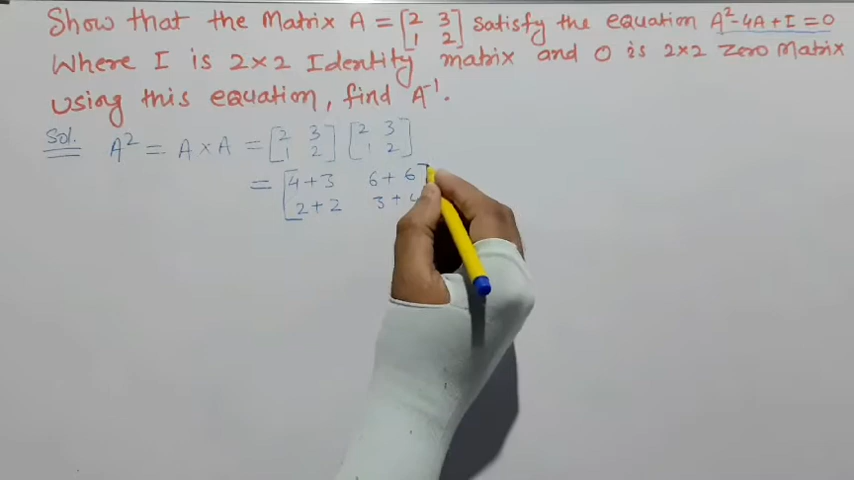 Show that the Matrix A = [2 3; 1 2] satisfy the equation A²-4A+I=0
Where I is 2×2 Identity matrix and 0 is 2×2 Zero Matrix
using this equation, find A⁻¹.
Sol. A² = A × A = [2 3; 1 2] [2 3; 1 2]
= [4+3 6+6; 2+2 3+